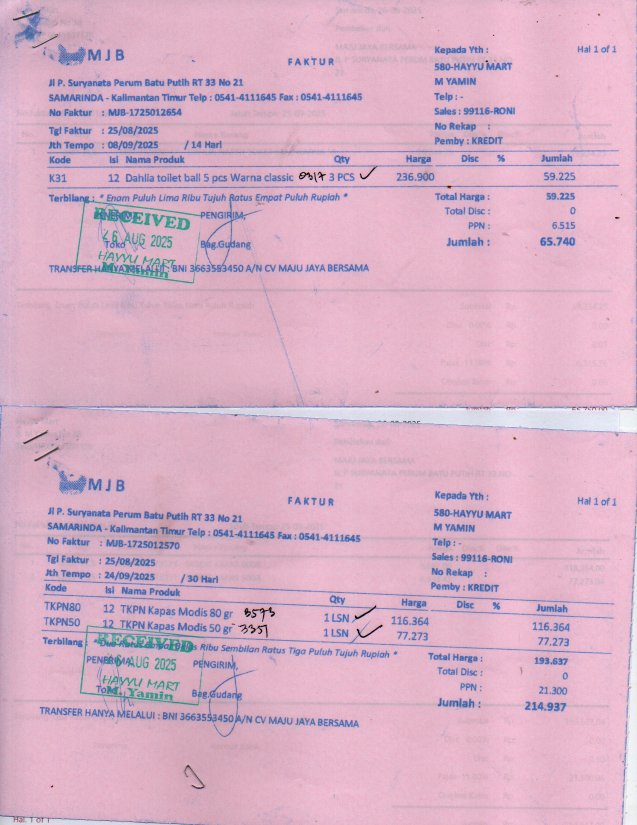 MJB
FAKTUR
Kepada Yth :
Hal 1 of 1
580-HAYYU MART
M YAMIN
Jl P. Suryanata Perum Batu Putih RT 33 No 21
SAMARINDA - Kalimantan Timur Telp : 0541-4111645 Fax : 0541-4111645
Telp : -
No Faktur : MJB-1725012654
Sales : 99116-RONI
Tgl Faktur : 25/08/2025
No Rekap :
Jth Tempo : 08/09/2025 / 14 Hari
Pemby : KREDIT
Kode Isi Nama Produk Qty Harga Disc % Jumlah
K31 12 Dahlia toilet ball 5 pcs Warna classic 0317 3 PCS 236.900 59.225
Terbilang : * Enam Puluh Lima Ribu Tujuh Ratus Empat Puluh Rupiah *
Total Harga : 59.225
Total Disc : 0
PPN : 6.515
Jumlah : 65.740
PENGIRIM,
RECEIVED
26 AUG 2025
HAYYU MART
M. Yamin
Toko
Bag.Gudang
TRANSFER HANYA MELALUI : BNI 3663553450 A/N CV MAJU JAYA BERSAMA
MJB
FAKTUR
Kepada Yth :
Hal 1 of 1
580-HAYYU MART
M YAMIN
Jl P. Suryanata Perum Batu Putih RT 33 No 21
SAMARINDA - Kalimantan Timur Telp : 0541-4111645 Fax : 0541-4111645
Telp : -
No Faktur : MJB-1725012570
Sales : 99116-RONI
Tgl Faktur : 25/08/2025
No Rekap :
Jth Tempo : 24/09/2025 / 30 Hari
Pemby : KREDIT
Kode Isi Nama Produk Qty Harga Disc % Jumlah
TKPN80 12 TKPN Kapas Modis 80 gr 3573 1 LSN 116.364 116.364
TKPN50 12 TKPN Kapas Modis 50 gr 3351 1 LSN 77.273 77.273
Terbilang : Ribu Sembilan Ratus Tiga Puluh Tujuh Rupiah *
Total Harga : 193.637
Total Disc : 0
PPN : 21.300
Jumlah : 214.937
PENGIRIM,
RECEIVED
26 AUG 2025
HAYYU MART
M. Yamin
Bag.Gudang
TRANSFER HANYA MELALUI : BNI 3663553450 A/N CV MAJU JAYA BERSAMA
Hal. 1 of 1